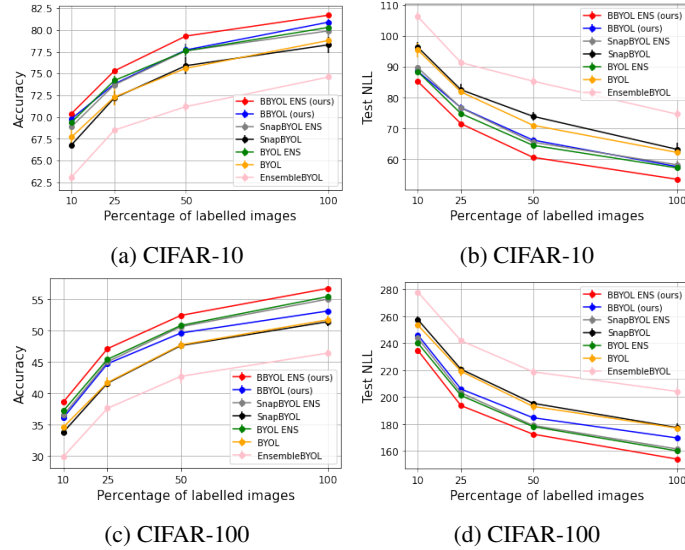 82.5
80.0
77.5
75.0
72.5
70.0
67.5
65.0
62.5
Accuracy
BBYOL ENS (ours)
BBYOL (ours)
SnapBYOL ENS
SnapBYOL
BYOL ENS
BYOL
EnsembleBYOL
10 25 50 100
Percentage of labelled images
(a) CIFAR-10
110
100
90
80
70
60
Test NLL
BBYOL ENS (ours)
BBYOL (ours)
SnapBYOL ENS
SnapBYOL
BYOL ENS
BYOL
EnsembleBYOL
10 25 50 100
Percentage of labelled images
(b) CIFAR-10
55
50
45
40
35
30
Accuracy
BBYOL ENS (ours)
BBYOL (ours)
SnapBYOL ENS
SnapBYOL
BYOL ENS
BYOL
EnsembleBYOL
10 25 50 100
Percentage of labelled images
(c) CIFAR-100
280
260
240
220
200
180
160
Test NLL
BBYOL ENS (ours)
BBYOL (ours)
SnapBYOL ENS
SnapBYOL
BYOL ENS
BYOL
EnsembleBYOL
10 25 50 100
Percentage of labelled images
(d) CIFAR-100